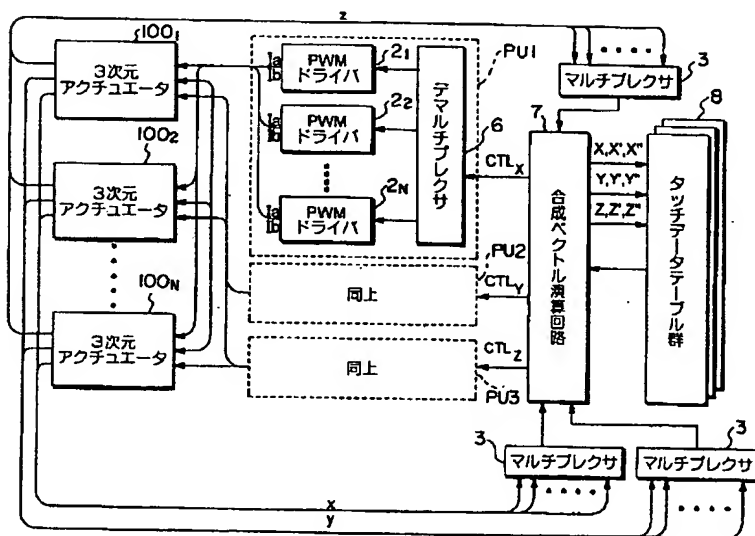 z
100₁
3次元
アクチュエータ
100₂
3次元
アクチュエータ
100N
3次元
アクチュエータ
Ia
Ib
PWM
ドライバ
2₁
Ia
Ib
PWM
ドライバ
2₂
Ia
Ib
PWM
ドライバ
2N
デマルチプレクサ
6
PU1
同上
PU2
同上
PU3
CTLX
CTLY
CTLZ
7
合成ベクトル演算回路
マルチプレクサ
3
X,X',X"
Y,Y',Y"
Z,Z',Z"
8
タッチデータテーブル群
3
マルチプレクサ
3
マルチプレクサ
x
y